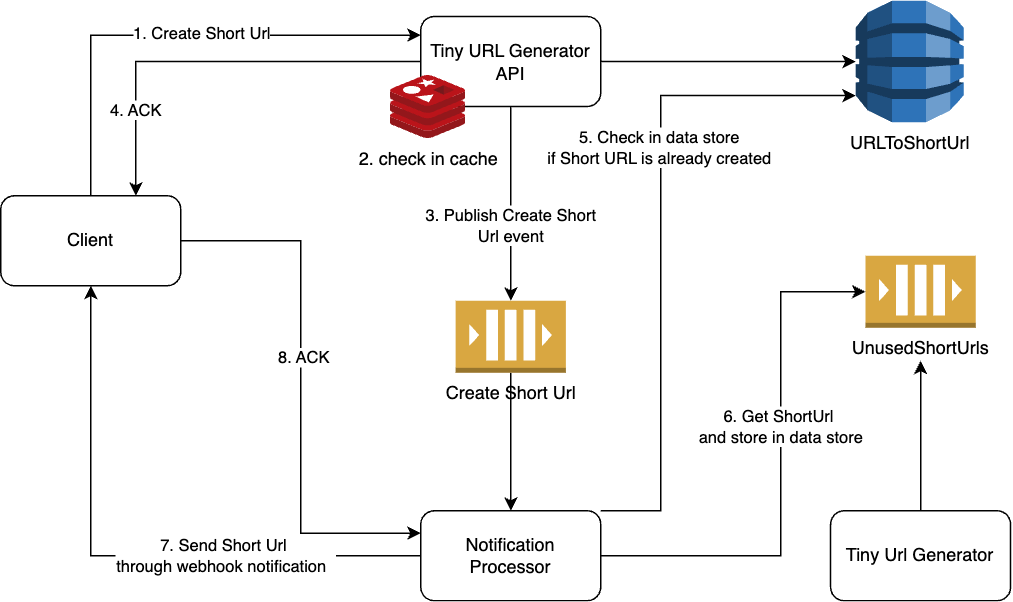 1. Create Short Url
Tiny URL Generator
API
4. ACK
2. check in cache
5. Check in data store
if Short URL is already created
URLToShortUrl
3. Publish Create Short
Url event
Client
UnusedShortUrls
8. ACK
Create Short Url
6. Get ShortUrl
and store in data store
7. Send Short Url
through webhook notification
Notification
Processor
Tiny Url Generator